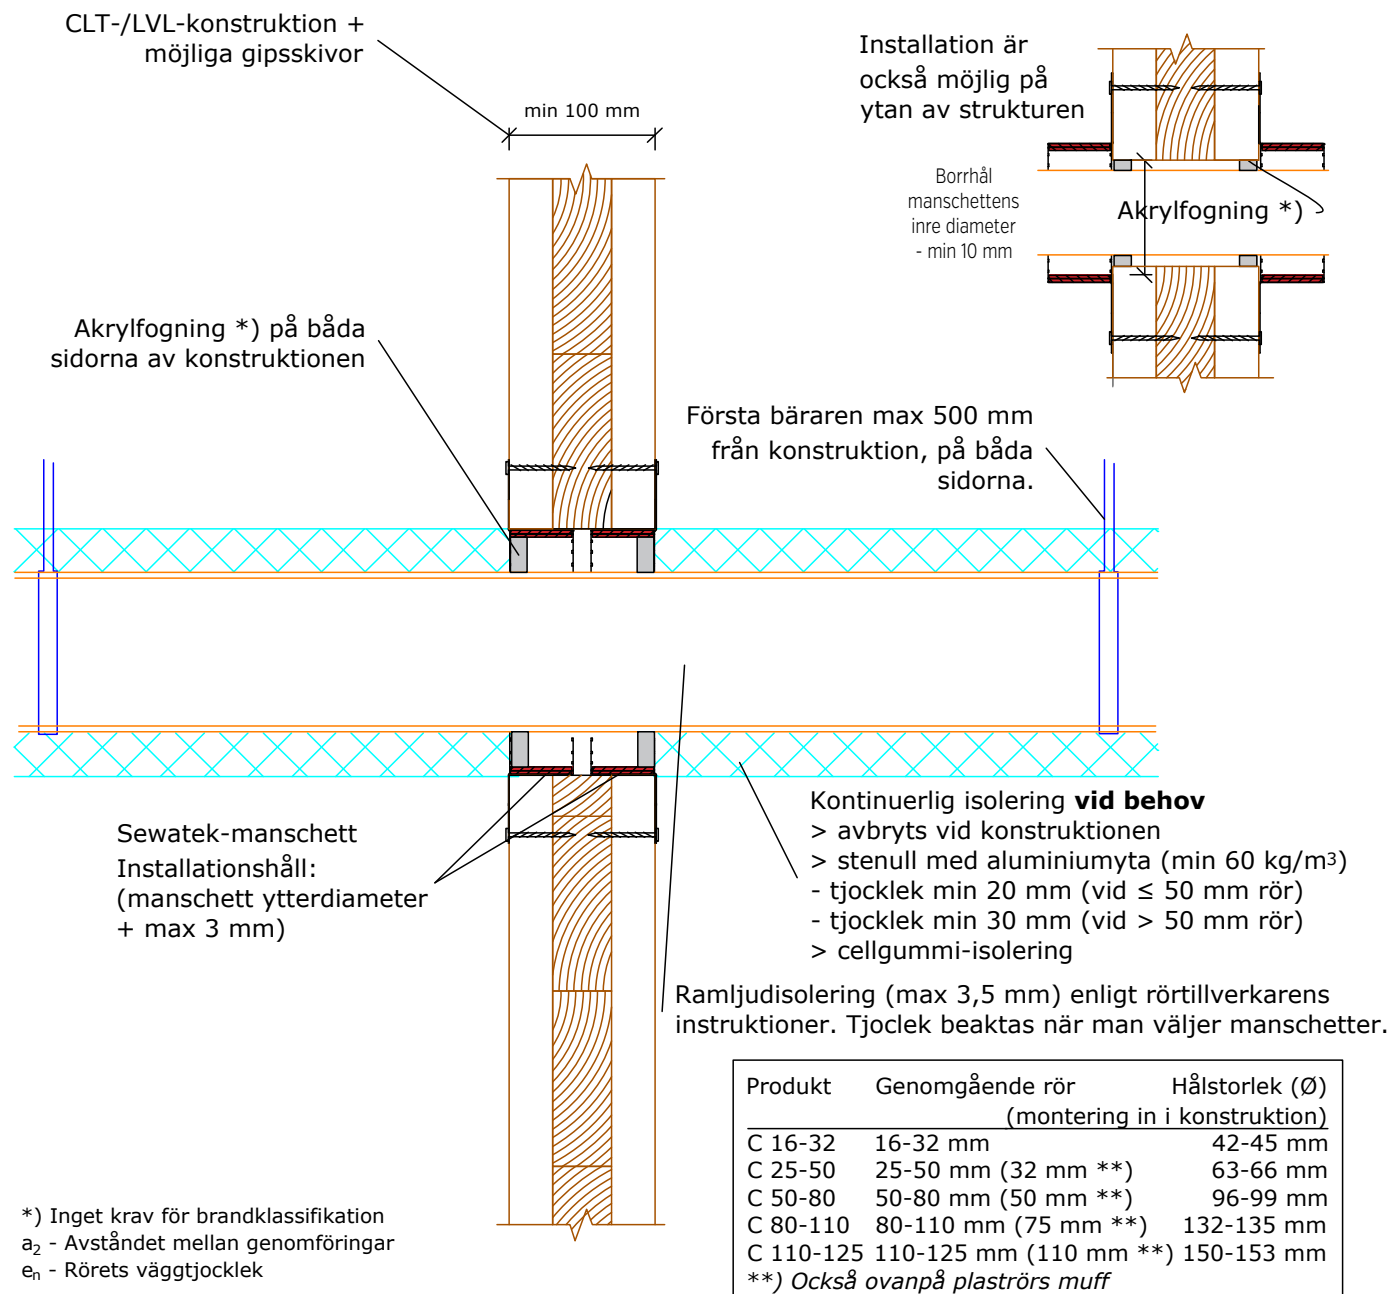 CLT-/LVL-konstruktion +
möjliga gipsskivor
min 100 mm
Installation är
också möjlig på
ytan av strukturen
Borrhål
manschettens
inre diameter
- min 10 mm
Akrylfogning *)
Akrylfogning *) på båda
sidorna av konstruktionen
Första bäraren max 500 mm
från konstruktion, på båda
sidorna.
Sewatek-manschett
Installationshåll:
(manschett ytterdiameter
+ max 3 mm)
Kontinuerlig isolering vid behov
> avbryts vid konstruktionen
> stenull med aluminiumyta (min 60 kg/m3)
- tjocklek min 20 mm (vid ≤ 50 mm rör)
- tjocklek min 30 mm (vid > 50 mm rör)
> cellgummi-isolering
Ramljudisolering (max 3,5 mm) enligt rörtillverkarens
instruktioner. Tjoclek beaktas när man väljer manschetter.
Produkt Genomgående rör Hålstorlek (Ø)
(montering in i konstruktion)
C 16-32 16-32 mm 42-45 mm
C 25-50 25-50 mm (32 mm **) 63-66 mm
C 50-80 50-80 mm (50 mm **) 96-99 mm
C 80-110 80-110 mm (75 mm **) 132-135 mm
C 110-125 110-125 mm (110 mm **) 150-153 mm
**) Också ovanpå plaströrs muff
*) Inget krav för brandklassifikation
a2 - Avståndet mellan genomföringar
en - Rörets väggtjocklek